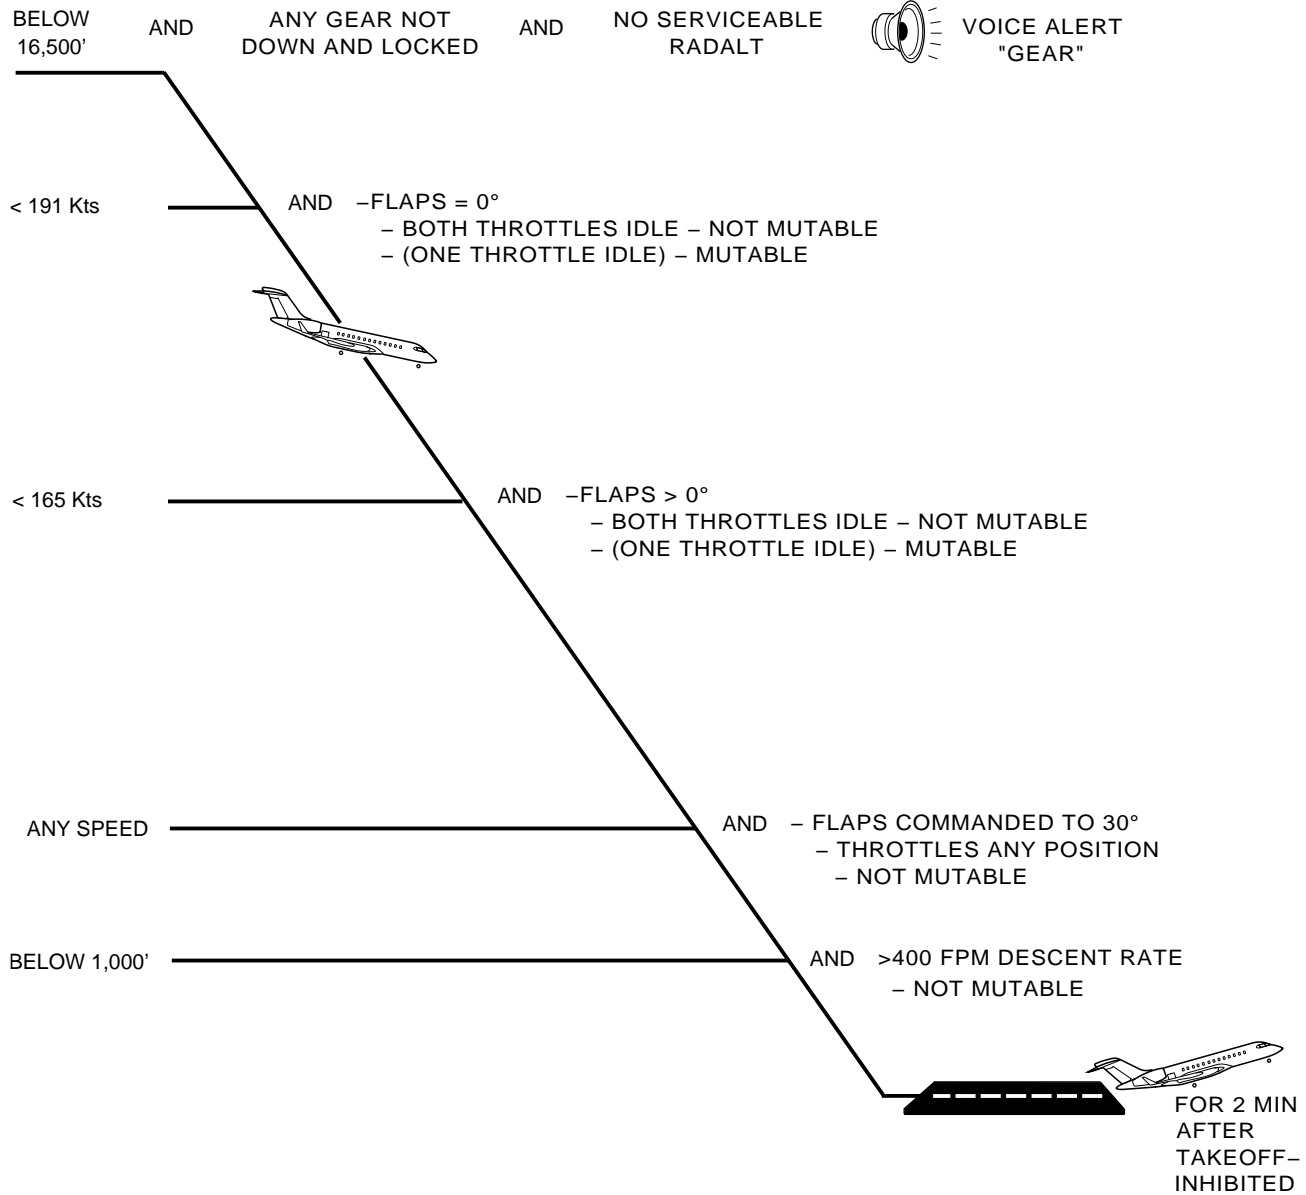 BELOW
16,500'
AND
ANY GEAR NOT
DOWN AND LOCKED
AND
NO SERVICEABLE
RADALT
VOICE ALERT
"GEAR"
< 191 Kts
AND –FLAPS = 0°
– BOTH THROTTLES IDLE – NOT MUTABLE
– (ONE THROTTLE IDLE) – MUTABLE
< 165 Kts
AND –FLAPS > 0°
– BOTH THROTTLES IDLE – NOT MUTABLE
– (ONE THROTTLE IDLE) – MUTABLE
ANY SPEED
AND – FLAPS COMMANDED TO 30°
– THROTTLES ANY POSITION
– NOT MUTABLE
BELOW 1,000'
AND >400 FPM DESCENT RATE
– NOT MUTABLE
FOR 2 MIN
AFTER
TAKEOFF–
INHIBITED